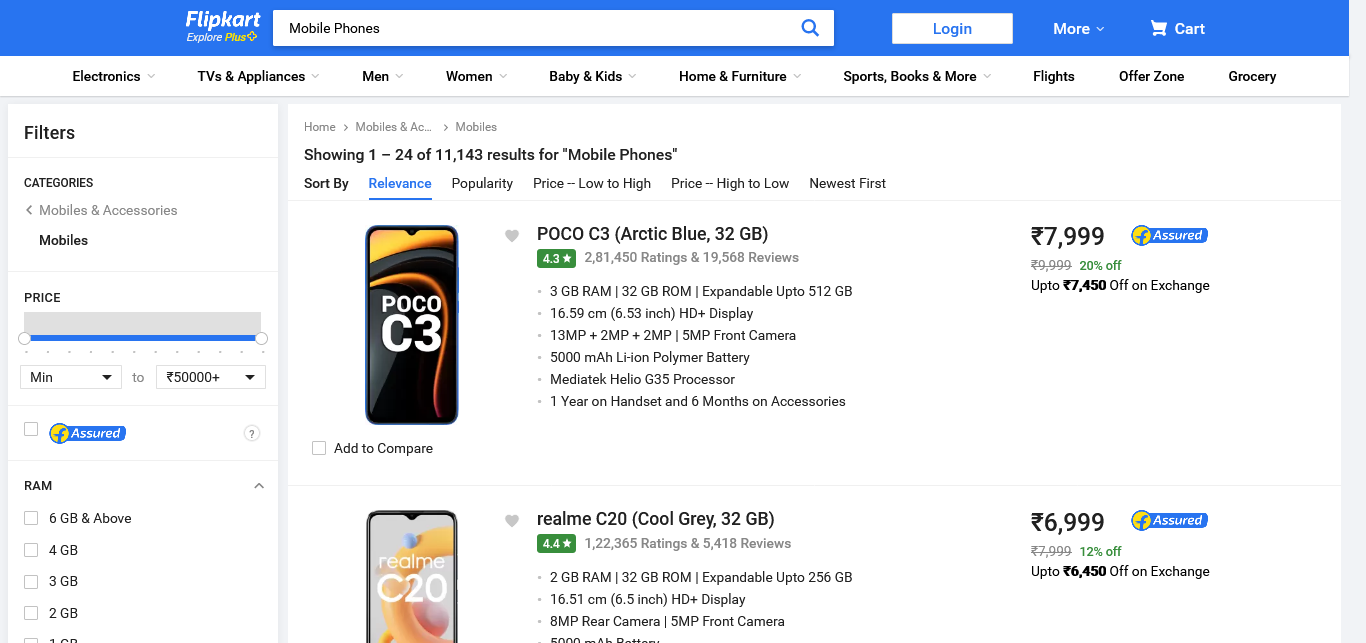 Flipkart
Explore Plus
Mobile Phones
Login
More
Cart
Electronics
TVs & Appliances
Men
Women
Baby & Kids
Home & Furniture
Sports, Books & More
Flights
Offer Zone
Grocery
Filters
CATEGORIES
Mobiles & Accessories
Mobiles
PRICE
Min
to
₹50000+
Assured
?
RAM
6 GB & Above
4 GB
3 GB
2 GB
1 GB
Home
Mobiles & Ac...
Mobiles
Showing 1 – 24 of 11,143 results for "Mobile Phones"
Sort By
Relevance
Popularity
Price -- Low to High
Price -- High to Low
Newest First
POCO
C3
Add to Compare
POCO C3 (Arctic Blue, 32 GB)
4.3 ★
2,81,450 Ratings & 19,568 Reviews
3 GB RAM | 32 GB ROM | Expandable Upto 512 GB
16.59 cm (6.53 inch) HD+ Display
13MP + 2MP + 2MP | 5MP Front Camera
5000 mAh Li-ion Polymer Battery
Mediatek Helio G35 Processor
1 Year on Handset and 6 Months on Accessories
₹7,999
Assured
₹9,999 20% off
Upto ₹7,450 Off on Exchange
realme
C20
realme C20 (Cool Grey, 32 GB)
4.4 ★
1,22,365 Ratings & 5,418 Reviews
2 GB RAM | 32 GB ROM | Expandable Upto 256 GB
16.51 cm (6.5 inch) HD+ Display
8MP Rear Camera | 5MP Front Camera
5000 mAh Battery
₹6,999
Assured
₹7,999 12% off
Upto ₹6,450 Off on Exchange